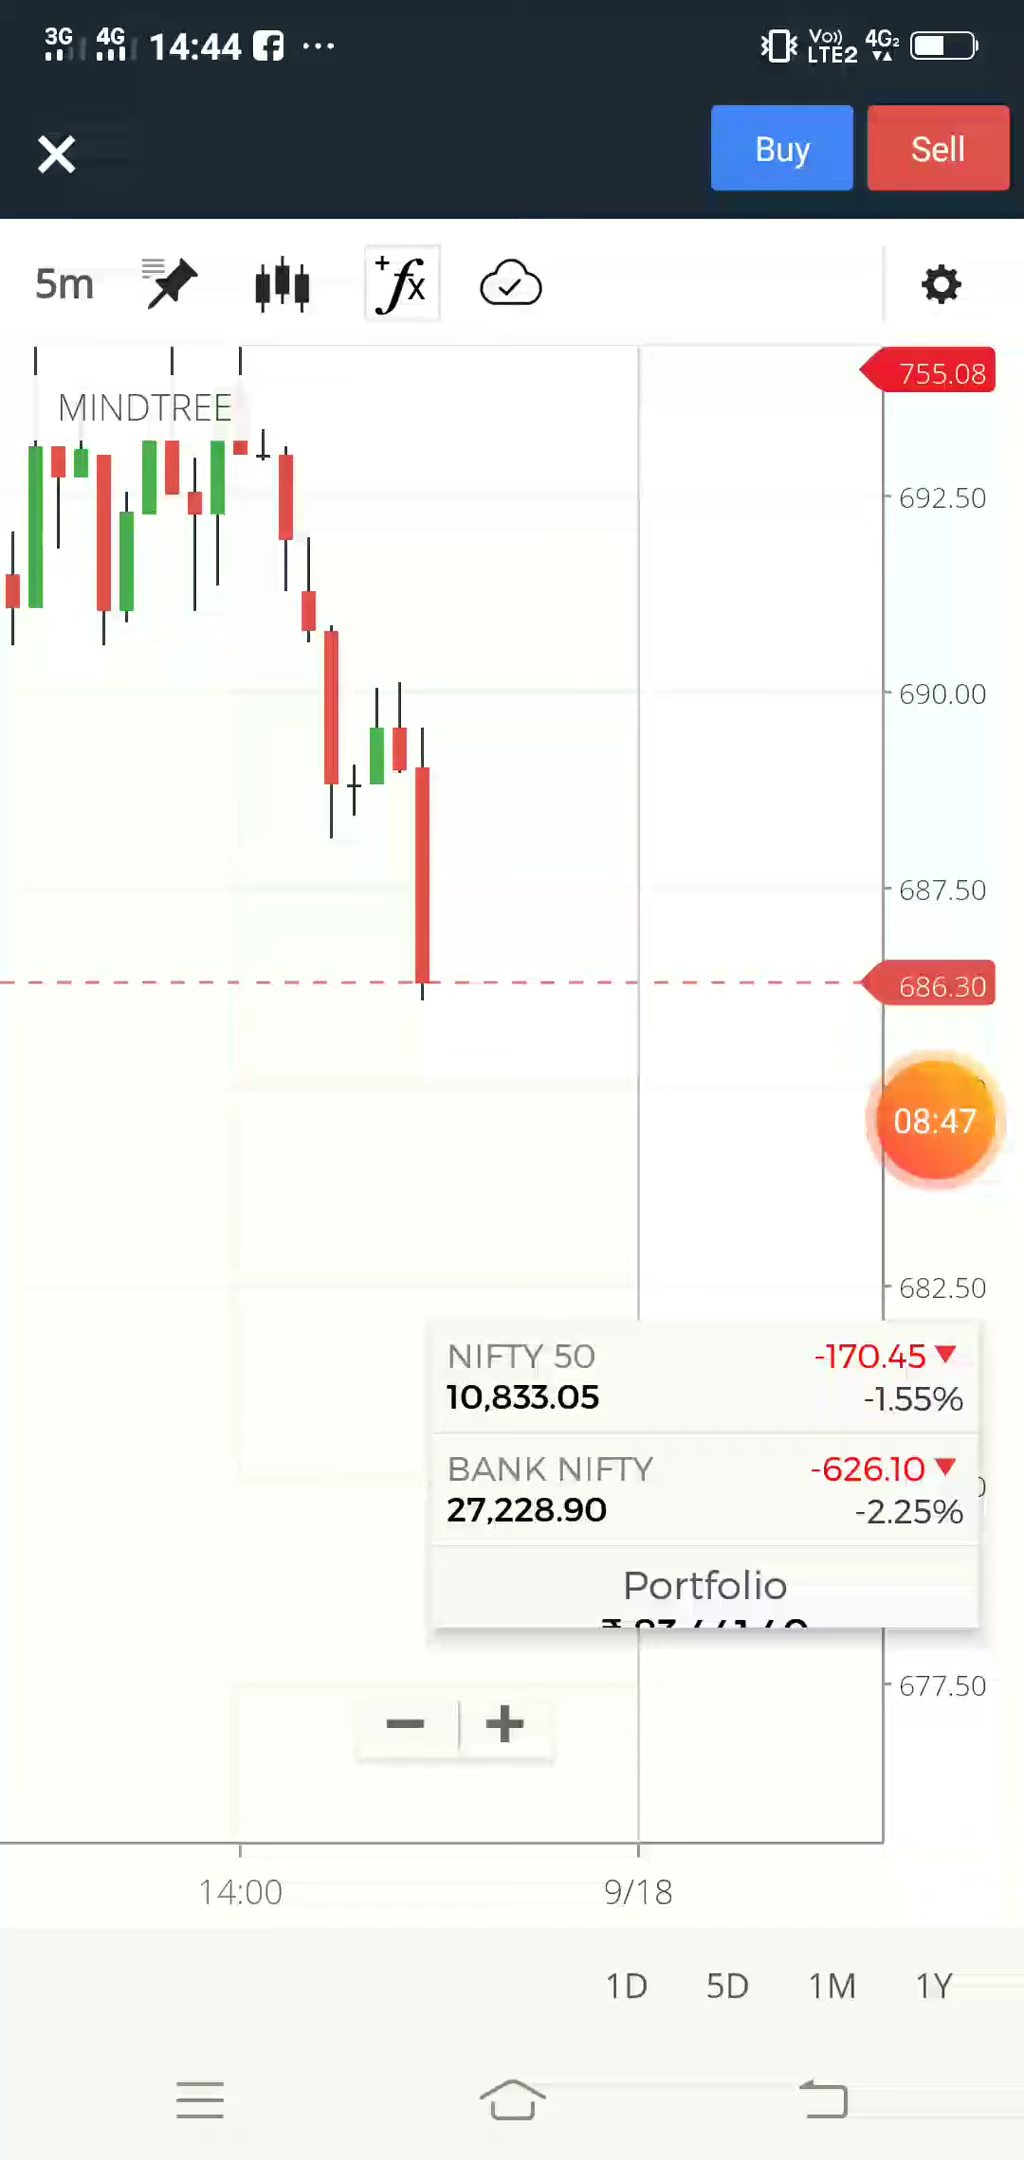 3G 4G 14:44 ... Vo)) LTE2 4G2
Buy Sell
5m +fx
755.08
MINDTREE
692.50
690.00
687.50
686.30
08:47
682.50
NIFTY 50 -170.45▼
10,833.05 -1.55%
BANK NIFTY -626.10▼
27,228.90 -2.25%
Portfolio
677.50
− +
14:00 9/18
1D 5D 1M 1Y